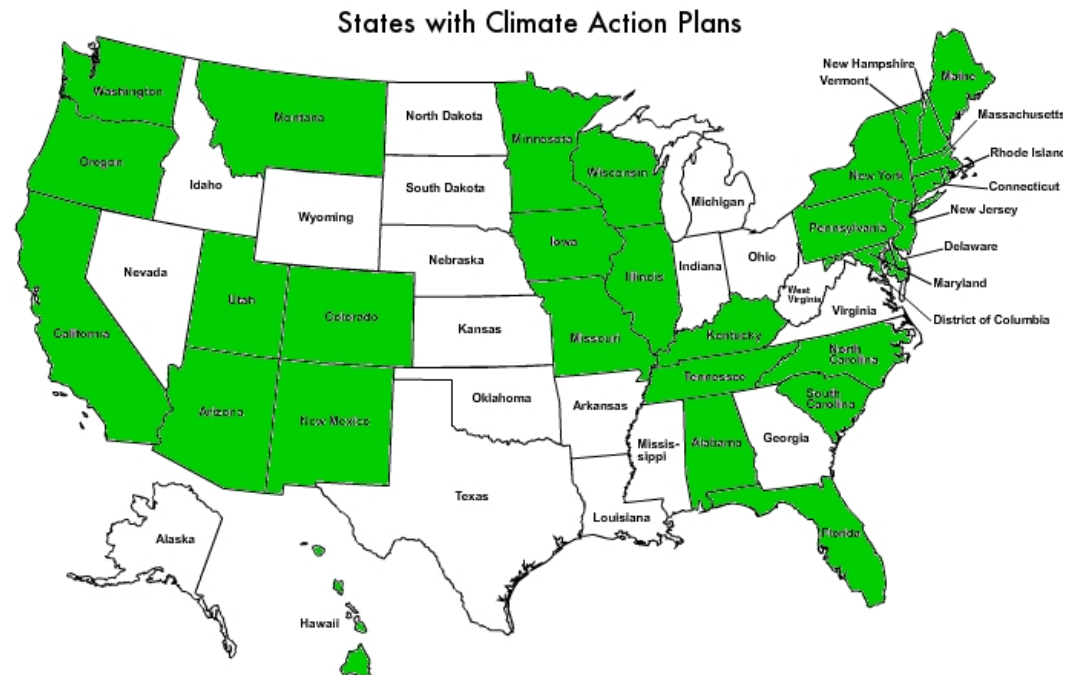 States with Climate Action Plans
New Hampshire
Vermont
Maine
Washington
Montana
North Dakota
Minnesota
Massachusetts
Oregon
Idaho
Wisconsin
Rhode Islanc
New York
South Dakota
Michigan
Connecticut
Wyoming
New Jersey
Pennsylvania
Iowa
Delaware
Nebraska
Ohio
Nevada
Indiana
Illinois
Maryland
Utah
West
Virginia
Virginia
Colorado
District of Columbia
Kansas
California
Missouri
Kentucky
North
Carolina
Tennessee
Oklahoma
South
Carolina
Arkansas
Arizona
New Mexico
Georgia
Missis-
sippi
Alabama
Texas
Louisiana
Florida
Alaska
Hawaii